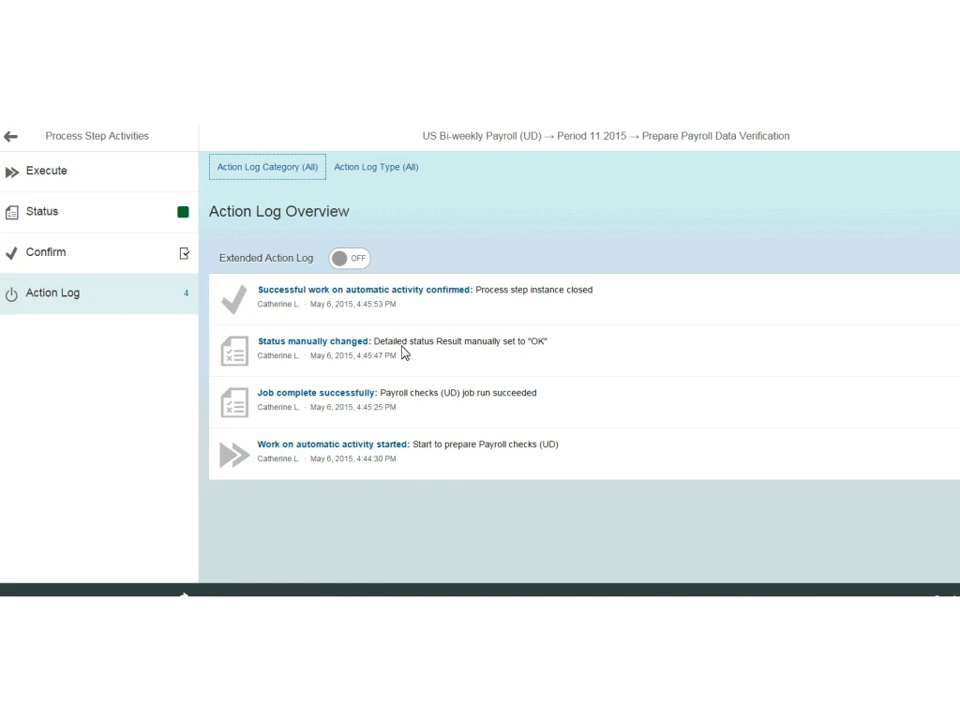 Process Step Activities
US Bi-weekly Payroll (UD) → Period 11.2015 → Prepare Payroll Data Verification
Execute
Status
Confirm
Action Log 4
Action Log Category (All) Action Log Type (All)
Action Log Overview
Extended Action Log OFF
Successful work on automatic activity confirmed: Process step instance closed
Catherine L. · May 6, 2015, 4:45:53 PM
Status manually changed: Detailed status Result manually set to "OK"
Catherine L. · May 6, 2015, 4:45:47 PM
Job complete successfully: Payroll checks (UD) job run succeeded
Catherine L. · May 6, 2015, 4:45:25 PM
Work on automatic activity started: Start to prepare Payroll checks (UD)
Catherine L. · May 6, 2015, 4:44:30 PM